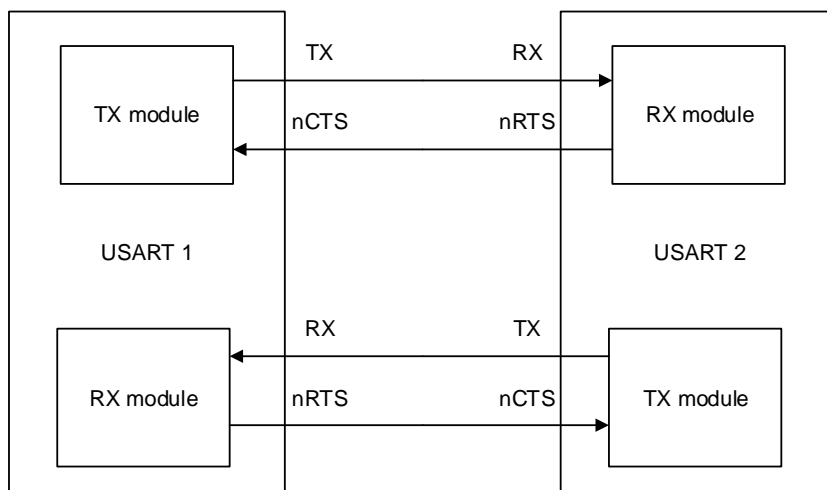 TX RX
TX module
nCTS nRTS
RX module
USART 1 USART 2
RX TX
RX module
nRTS nCTS
TX module